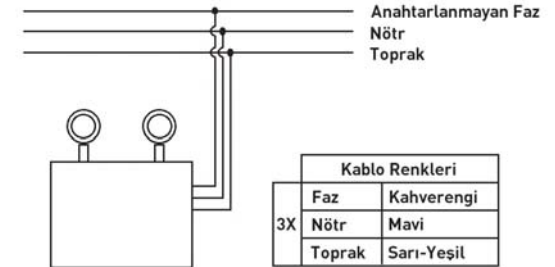 Anahtarlanmayan Faz
Nötr
Toprak
Kablo Renkleri
3X
Faz Kahverengi
Nötr Mavi
Toprak Sarı-Yeşil